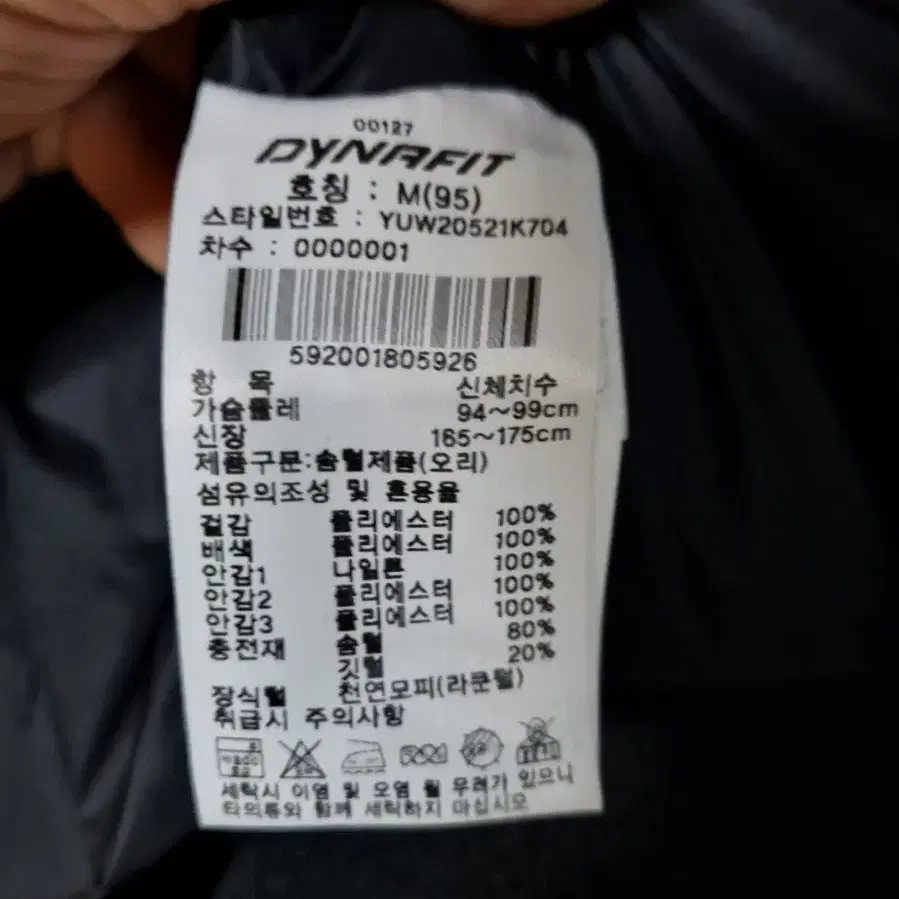 00127
DYNAFIT
호칭 : M(95)
스타일번호 : YUW20521K704
차수 : 0000001
592001805926
항 목 신체치수
가슴둘레 94~99cm
신장 165~175cm
제품구분:솜털제품(오리)
섬유의조성 및 혼용율
겉감 폴리에스터 100%
배색 폴리에스터 100%
안감1 나일론 100%
안감2 폴리에스터 100%
안감3 폴리에스터 100%
충전재 솜털 80%
깃털 20%
장식털 천연모피(라쿤털)
취급시 주의사항
세탁시 이염 및 오염 될 우려가 있으니
타의류와 함께 세탁하지 마십시오